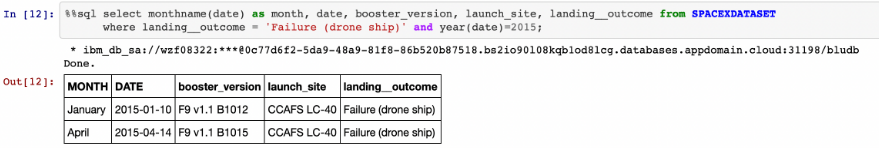 In [12]: %%sql select monthname(date) as month, date, booster_version, launch_site, landing__outcome from SPACEXDATASET
where landing__outcome = 'Failure (drone ship)' and year(date)=2015;
* ibm_db_sa://wzf08322:***@0c77d6f2-5da9-48a9-81f8-86b520b87518.bs2io90l08kqb1od8lcg.databases.appdomain.cloud:31198/bludb
Done.
Out[12]: MONTH DATE booster_version launch_site landing__outcome
January 2015-01-10 F9 v1.1 B1012 CCAFS LC-40 Failure (drone ship)
April 2015-04-14 F9 v1.1 B1015 CCAFS LC-40 Failure (drone ship)